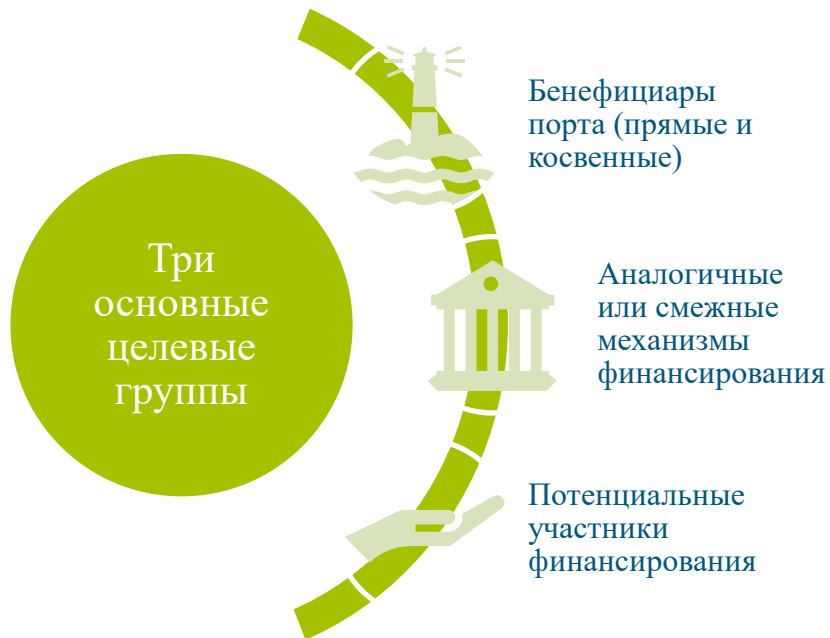 Три
основные
целевые
группы
Бенефициары
порта (прямые и
косвенные)
Аналогичные
или смежные
механизмы
финансирования
Потенциальные
участники
финансирования